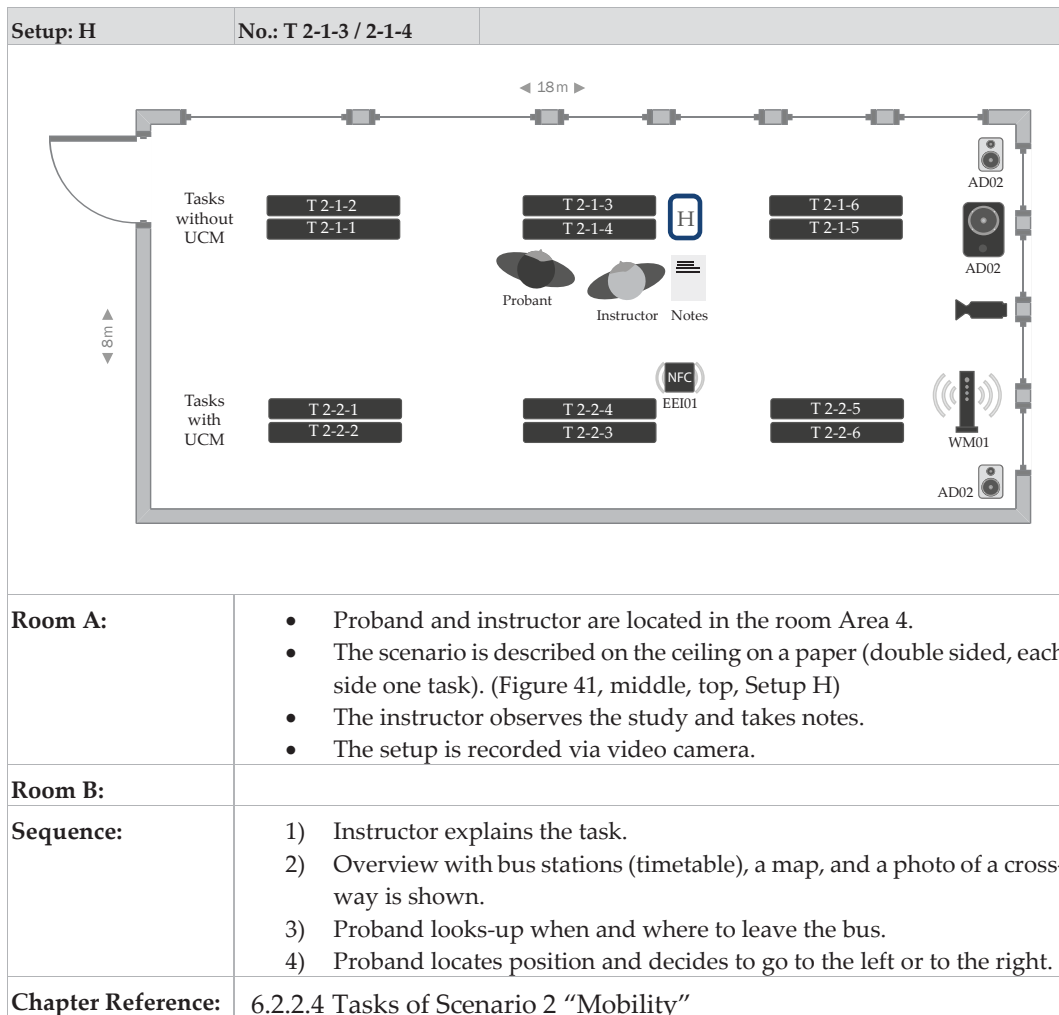 Setup: H No.: T 2-1-3 / 2-1-4
◄ 18m ►
AD02
Tasks
without
UCM
T 2-1-2
T 2-1-1
T 2-1-3
T 2-1-4
H
T 2-1-6
T 2-1-5
AD02
Probant
Instructor
Notes
◄ 8m ►
NFC
EEI01
Tasks
with
UCM
T 2-2-1
T 2-2-2
T 2-2-4
T 2-2-3
T 2-2-5
T 2-2-6
WM01
AD02
Room A:
• Proband and instructor are located in the room Area 4.
• The scenario is described on the ceiling on a paper (double sided, each
side one task). (Figure 41, middle, top, Setup H)
• The instructor observes the study and takes notes.
• The setup is recorded via video camera.
Room B:
Sequence:
1) Instructor explains the task.
2) Overview with bus stations (timetable), a map, and a photo of a cross-
way is shown.
3) Proband looks-up when and where to leave the bus.
4) Proband locates position and decides to go to the left or to the right.
Chapter Reference: 6.2.2.4 Tasks of Scenario 2 “Mobility”